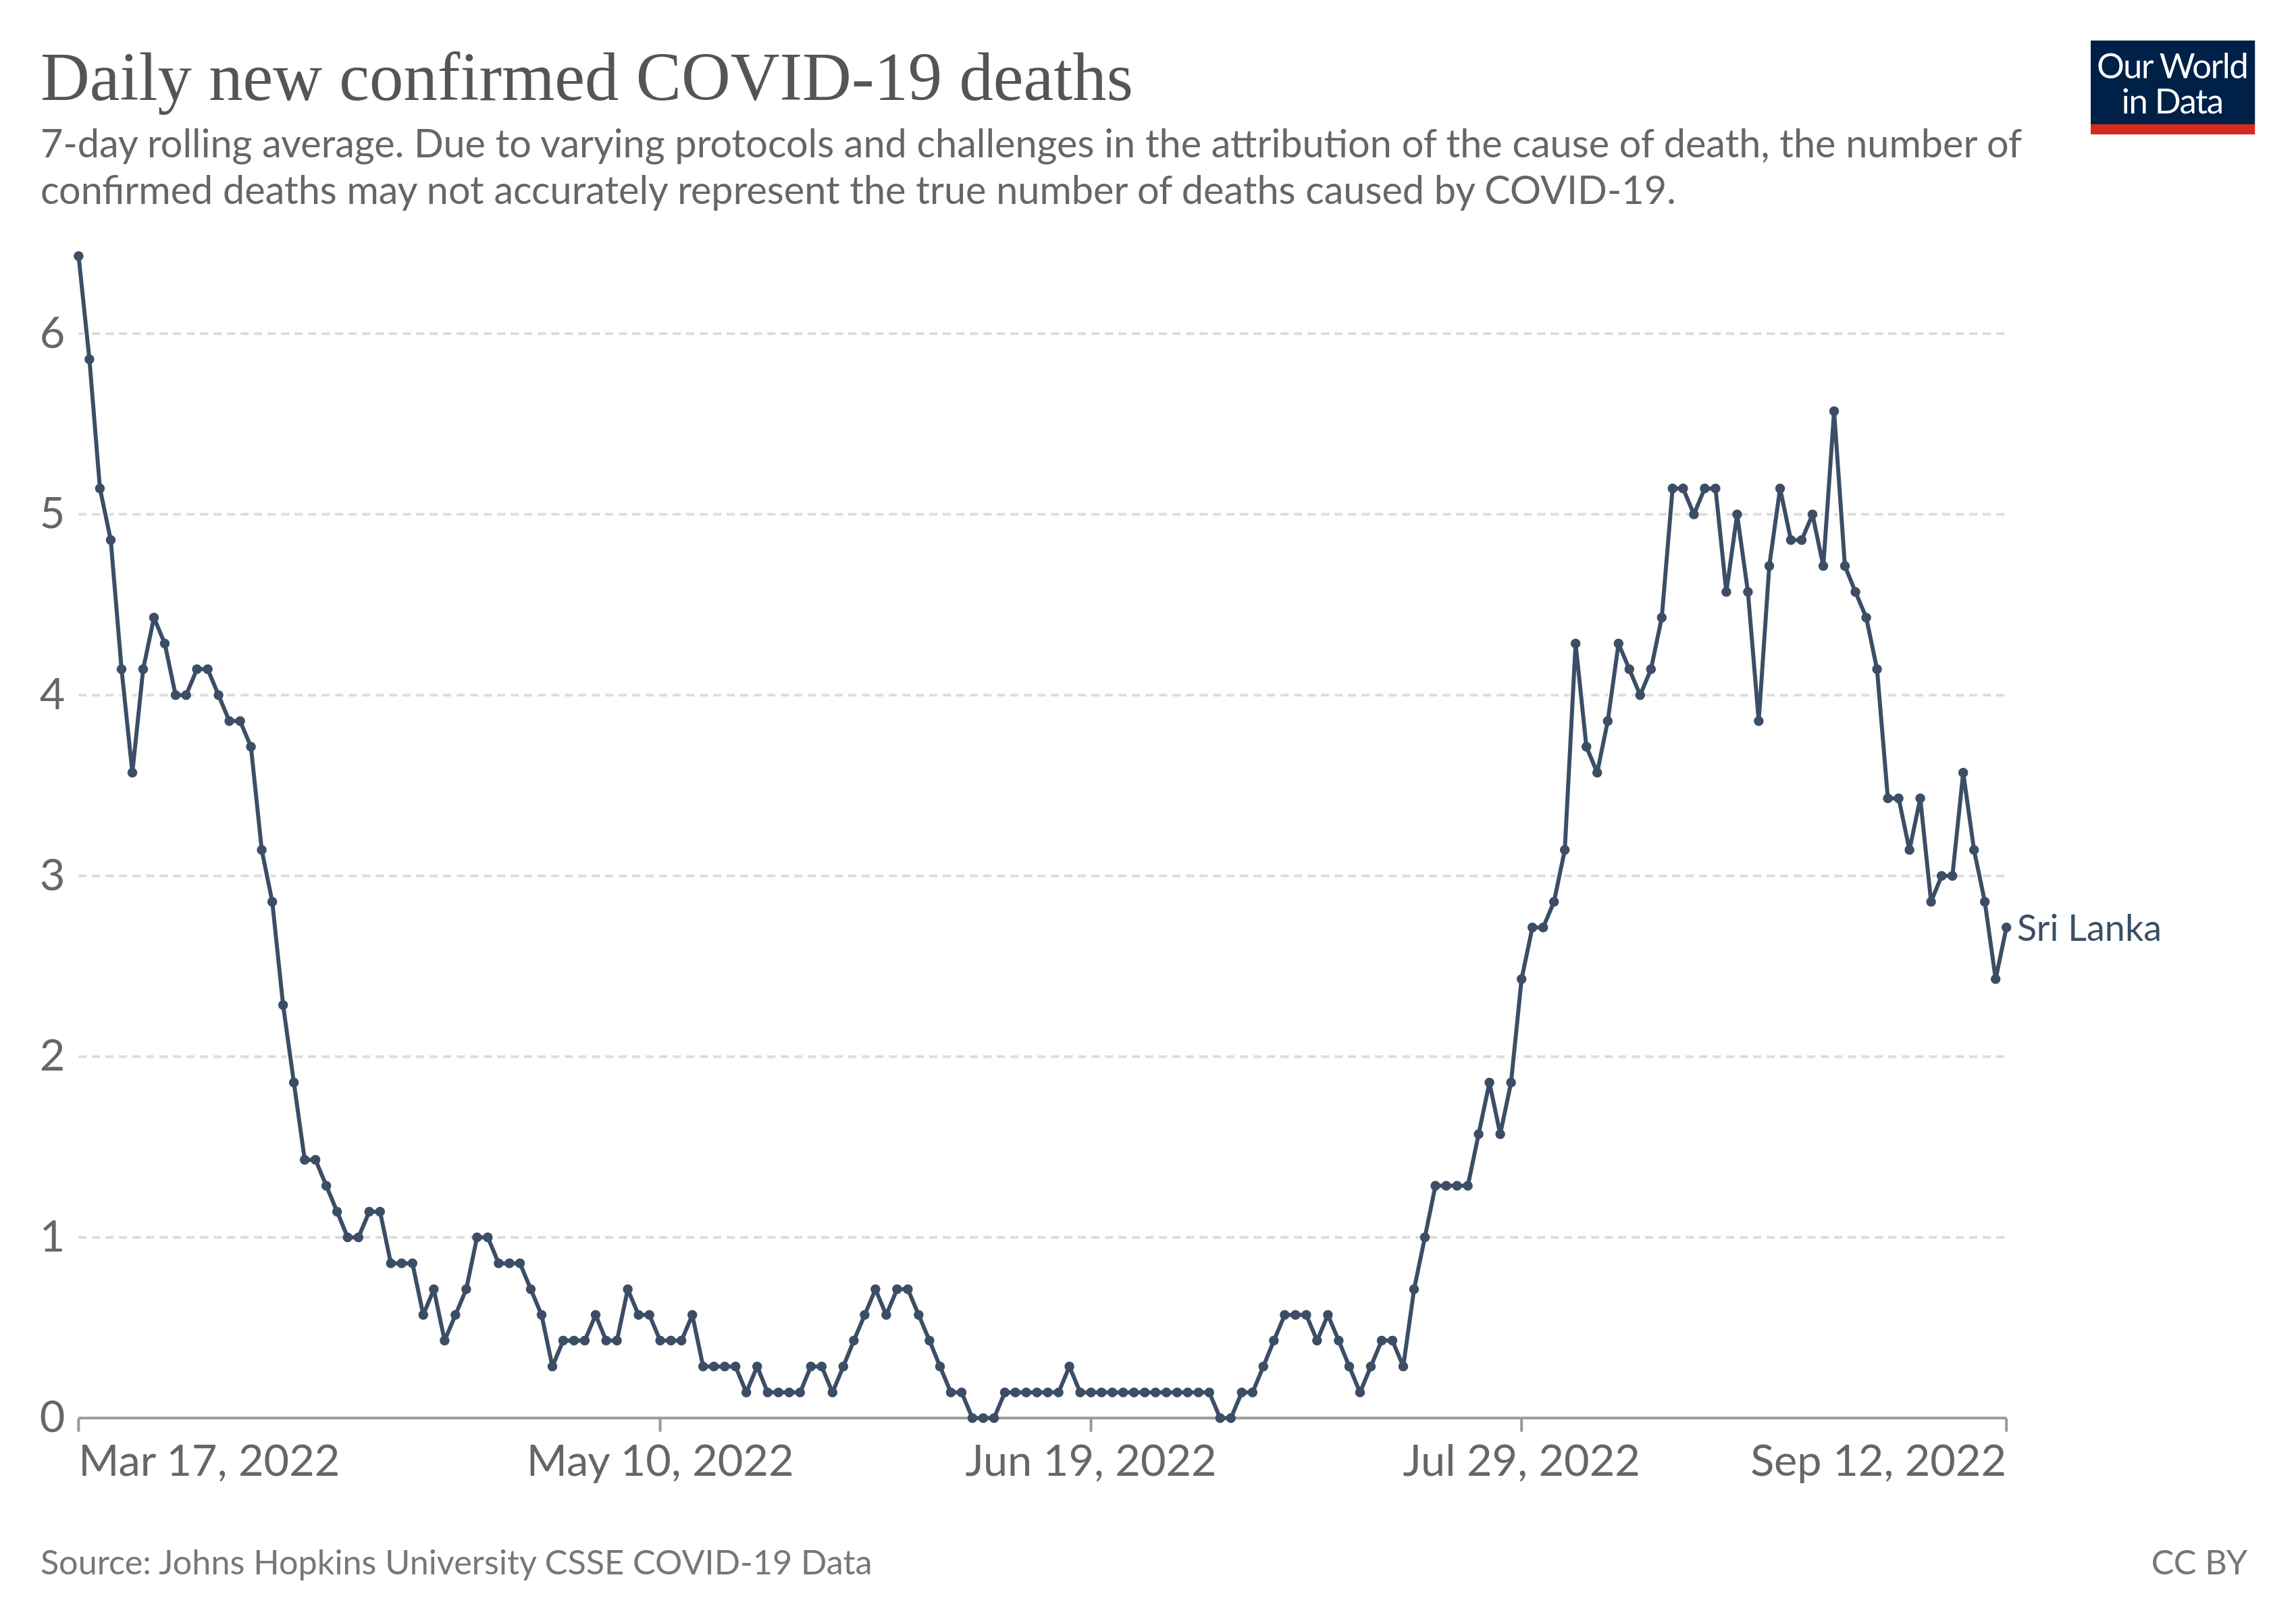 Daily new confirmed COVID-19 deaths
Our World
in Data
7-day rolling average. Due to varying protocols and challenges in the attribution of the cause of death, the number of
confirmed deaths may not accurately represent the true number of deaths caused by COVID-19.
6
5
4
3
2
1
0
Sri Lanka
Mar 17, 2022
May 10, 2022
Jun 19, 2022
Jul 29, 2022
Sep 12, 2022
Source: Johns Hopkins University CSSE COVID-19 Data
CC BY